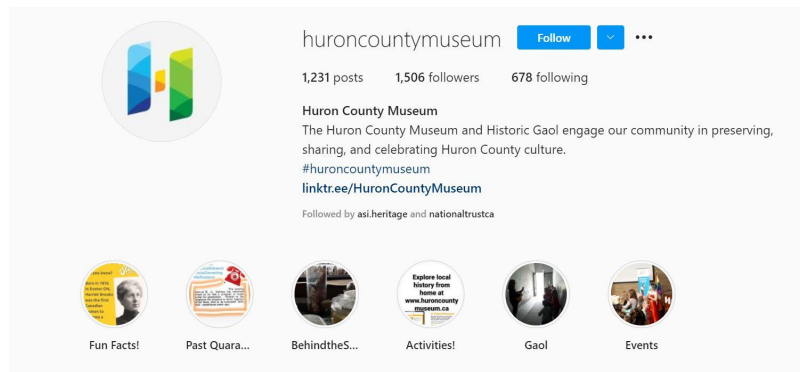 huroncountymuseum Follow
1,231 posts 1,506 followers 678 following
Huron County Museum
The Huron County Museum and Historic Gaol engage our community in preserving,
sharing, and celebrating Huron County culture.
#huroncountymuseum
linktr.ee/HuronCountyMuseum
Followed by asi.heritage and nationaltrustca
you know?
Explore local
history from
home at
www.huroncounty
museum.ca
Fun Facts! Past Quara... BehindtheS... Activities! Gaol Events